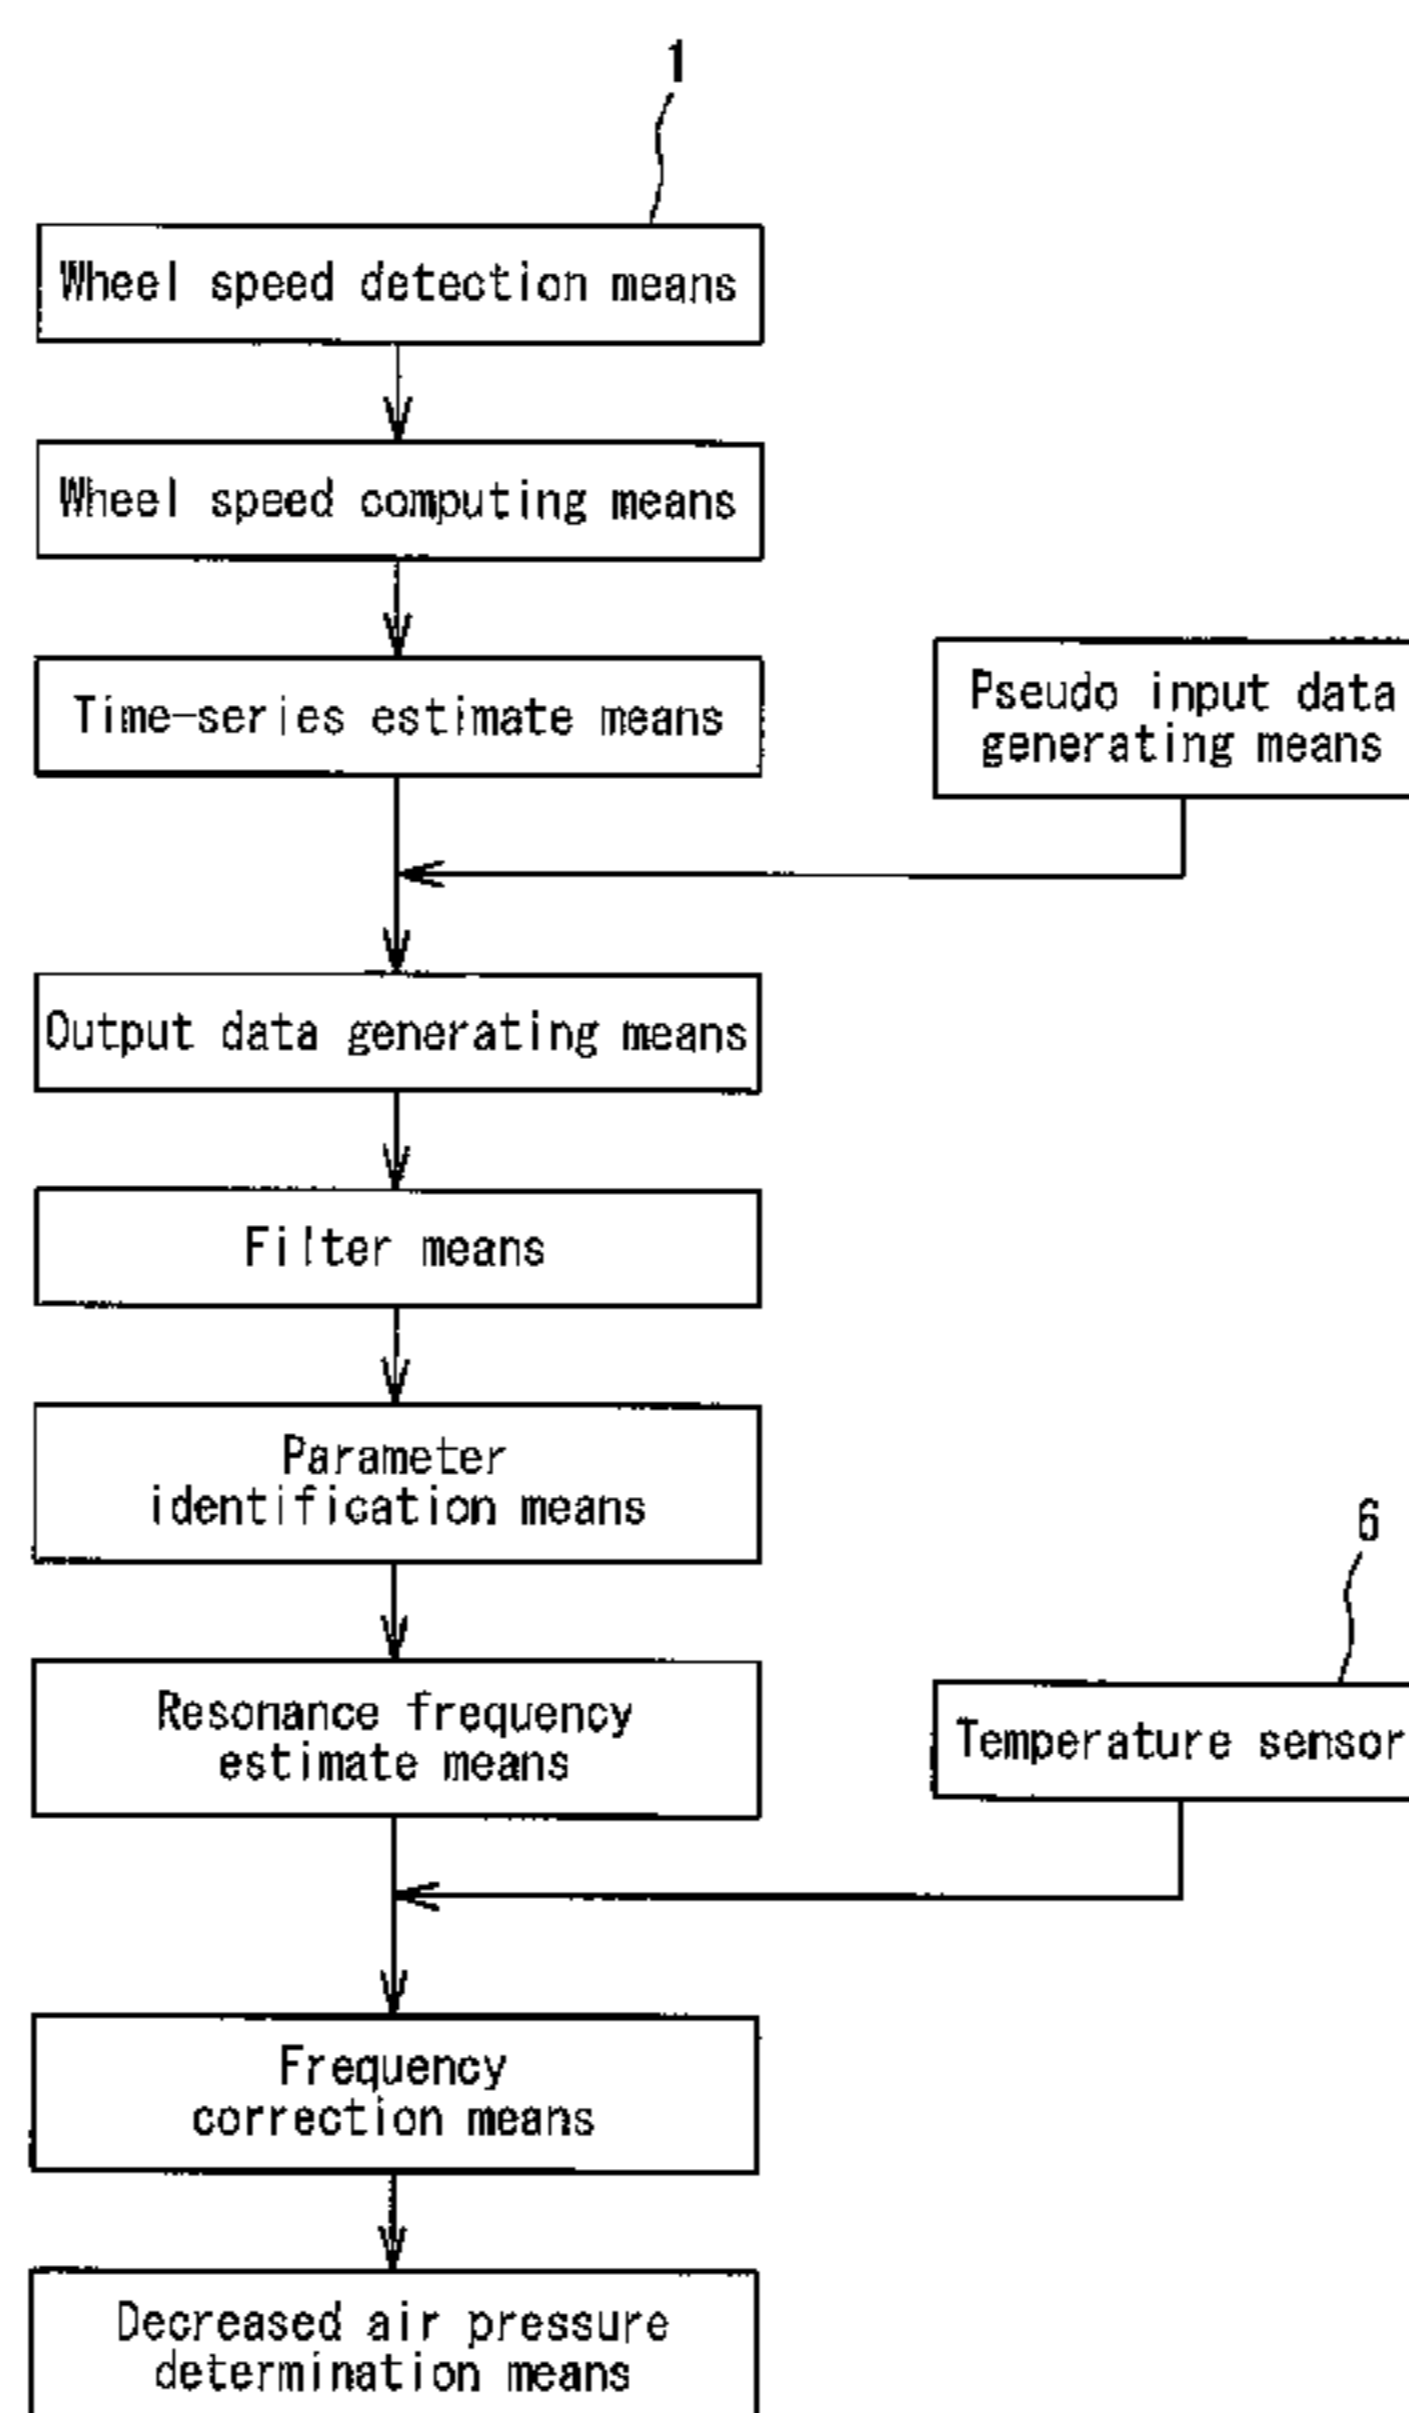 1
Wheel speed detection means
Wheel speed computing means
Time-series estimate means
Pseudo input data
generating means
Output data generating means
Filter means
Parameter
identification means
6
Resonance frequency
estimate means
Temperature sensor
Frequency
correction means
Decreased air pressure
determination means